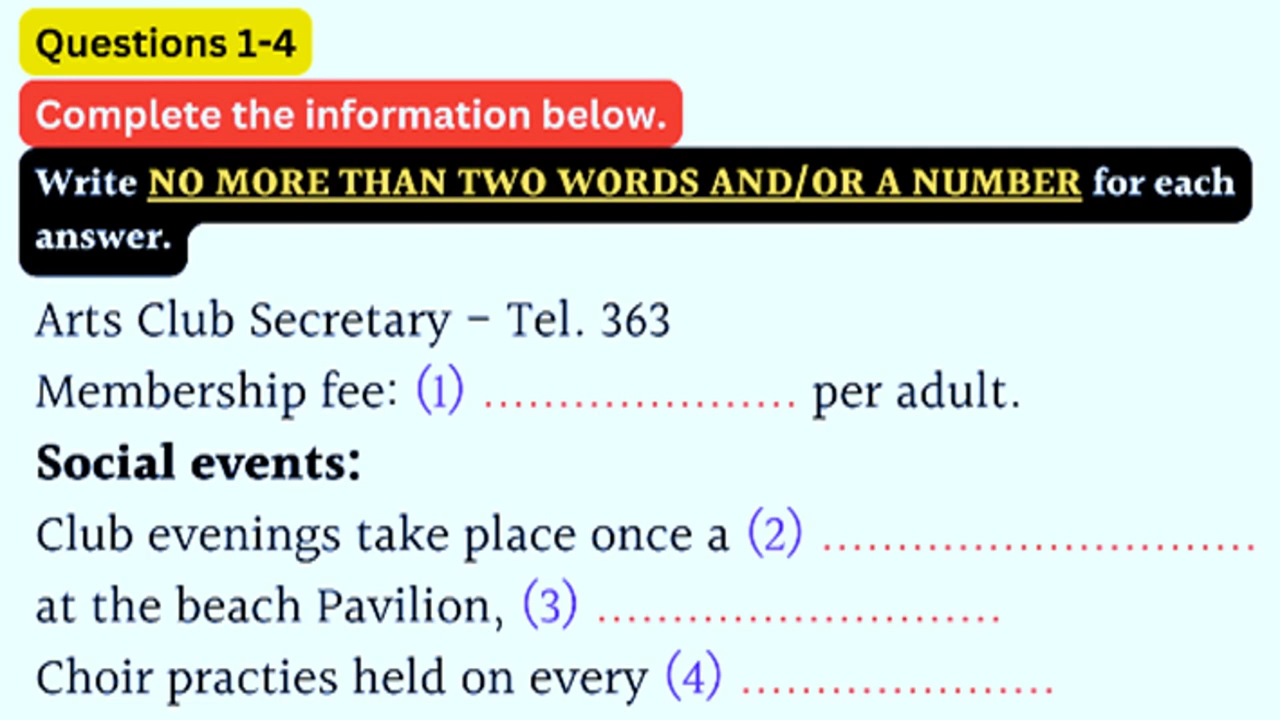 Questions 1-4
Complete the information below.
Write NO MORE THAN TWO WORDS AND/OR A NUMBER for each
answer.
Arts Club Secretary – Tel. 363
Membership fee: (1) ..................... per adult.
Social events:
Club evenings take place once a (2) .............................
at the beach Pavilion, (3) ...........................
Choir practies held on every (4) .....................